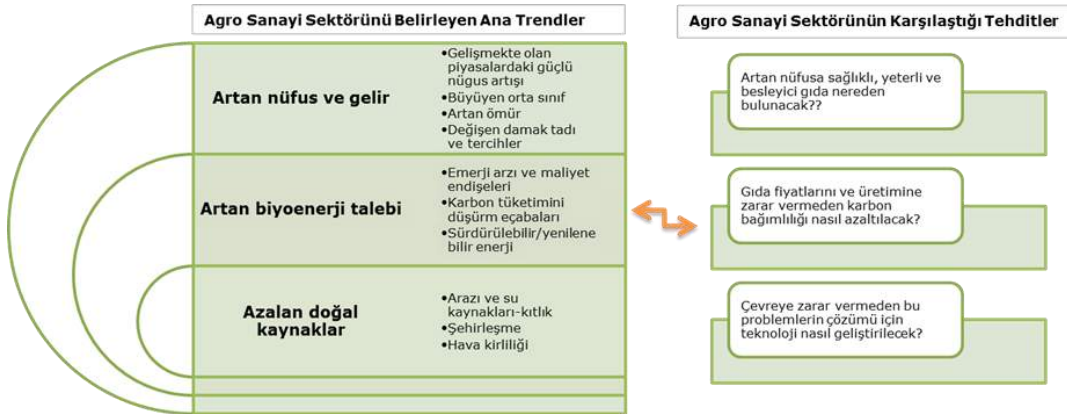 Agro Sanayi Sektörünü Belirleyen Ana Trendler
Artan nüfus ve gelir
•Gelişmekte olan
piyasalardaki güçlü
nügus artışı
•Büyüyen orta sınıf
•Artan ömür
•Değişen damak tadı
ve tercihler
Artan biyoenerji talebi
•Emerji arzı ve maliyet
endişeleri
•Karbon tüketimini
düşürm eçabaları
•Sürdürülebilir/yenilene
bilir enerji
Azalan doğal
kaynaklar
•Arazı ve su
kaynakları-kıtlık
•Şehirleşme
•Hava kirliliği
Agro Sanayi Sektörünün Karşılaştığı Tehditler
Artan nüfusa sağlıklı, yeterli ve
besleyici gıda nereden
bulunacak??
Gıda fiyatlarını ve üretimine
zarar vermeden karbon
bağımlılığı nasıl azaltılacak?
Çevreye zarar vermeden bu
problemlerin çözümü için
teknoloji nasıl geliştirilecek?